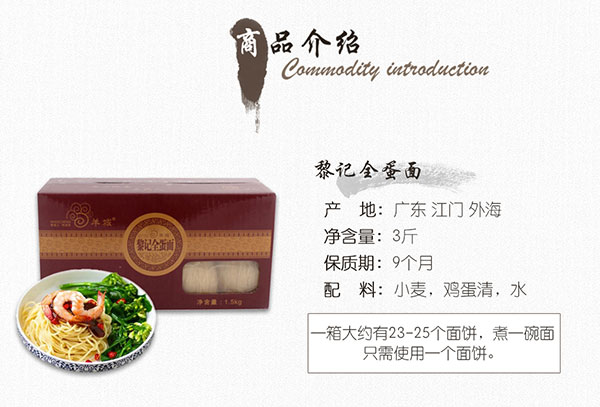 商品介绍
Commodity introduction
黎记全蛋面
产 地：广东 江门 外海
净含量：3斤
保质期：9个月
配 料：小麦，鸡蛋清，水
一箱大约有23-25个面饼，煮一碗面
只需使用一个面饼。
黎记全蛋面
净含量：1.5kg